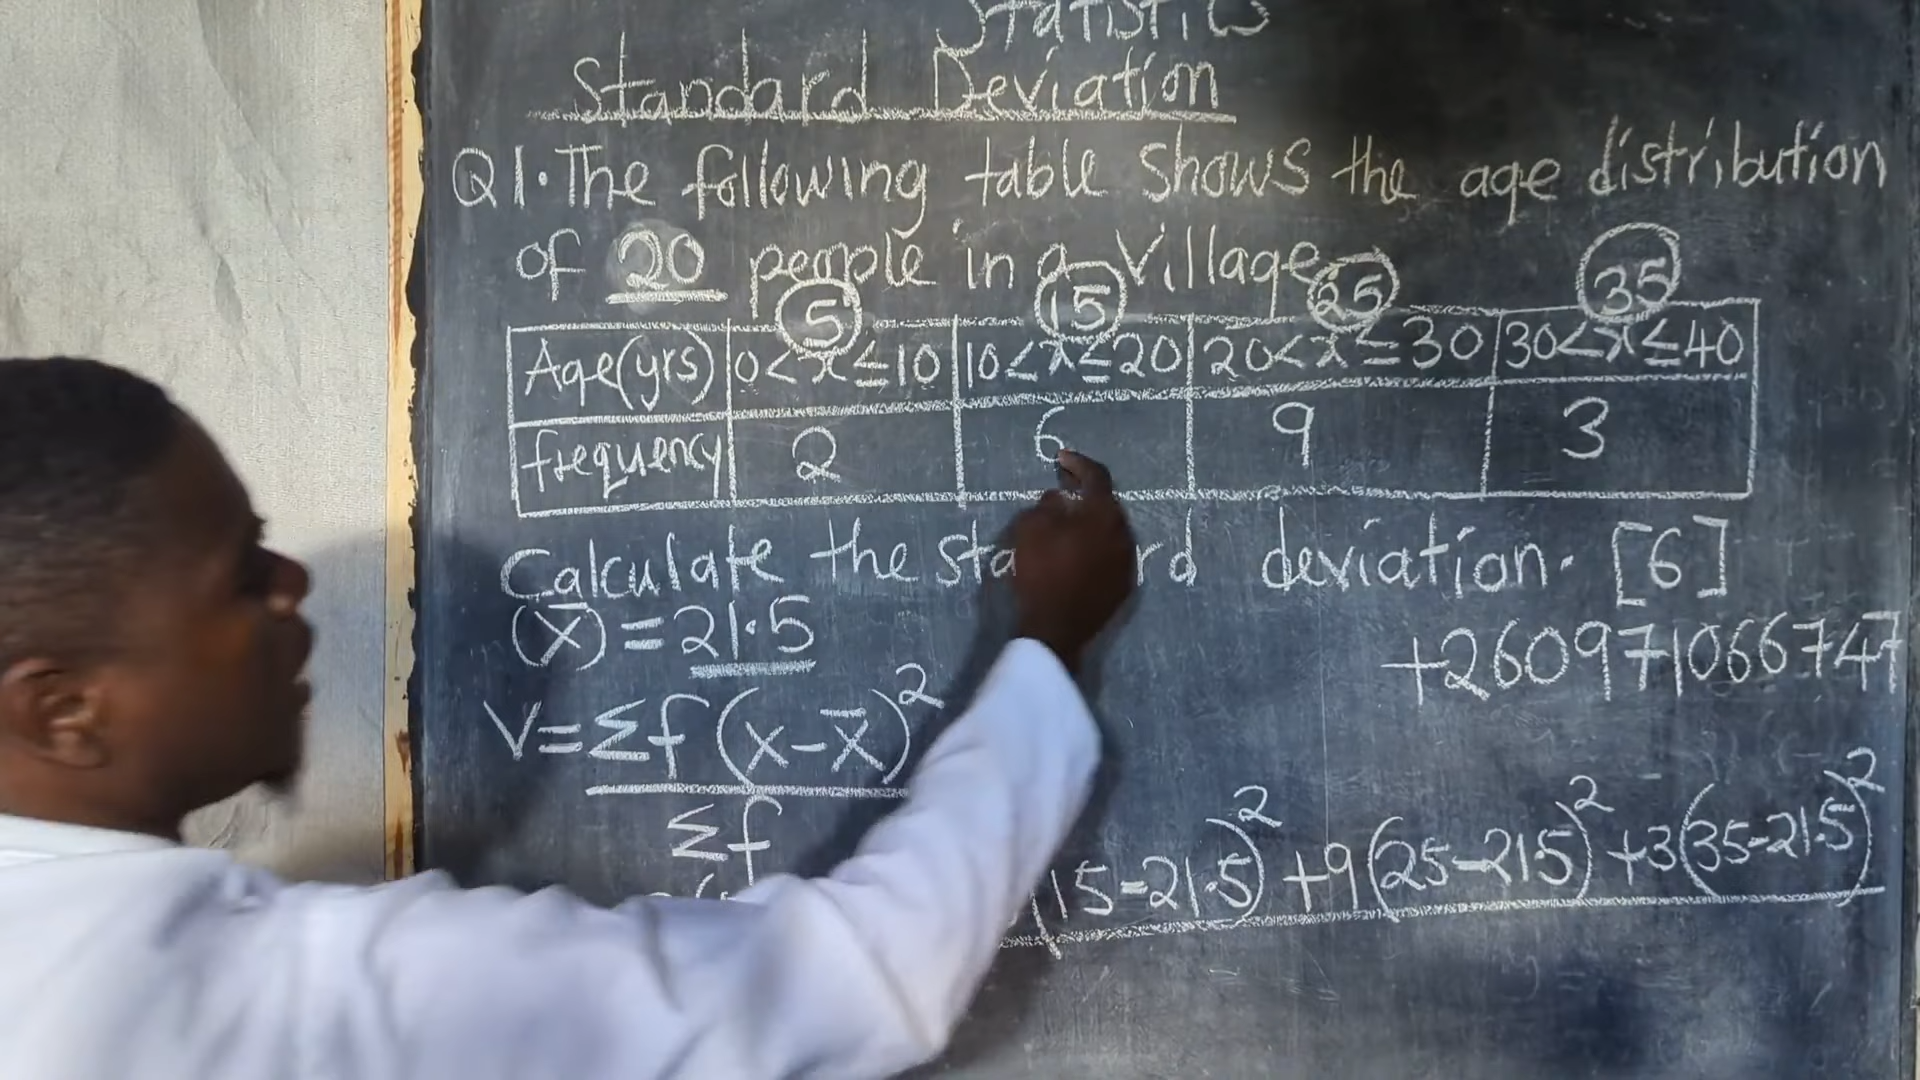 Statistics
Standard Deviation
Q1. The following table shows the age distribution
of 20 people in a village
5 15 25 35
Age(yrs) 0<x≤10 10<x≤20 20<x≤30 30<x≤40
frequency 2 6 9 3
Calculate the sta rd deviation. [6]
(x̄) = 21.5
+260971066747
V=Σf(x-x̄)²
Σf
(15-21.5)²+9(25-21.5)²+3(35-21.5)²